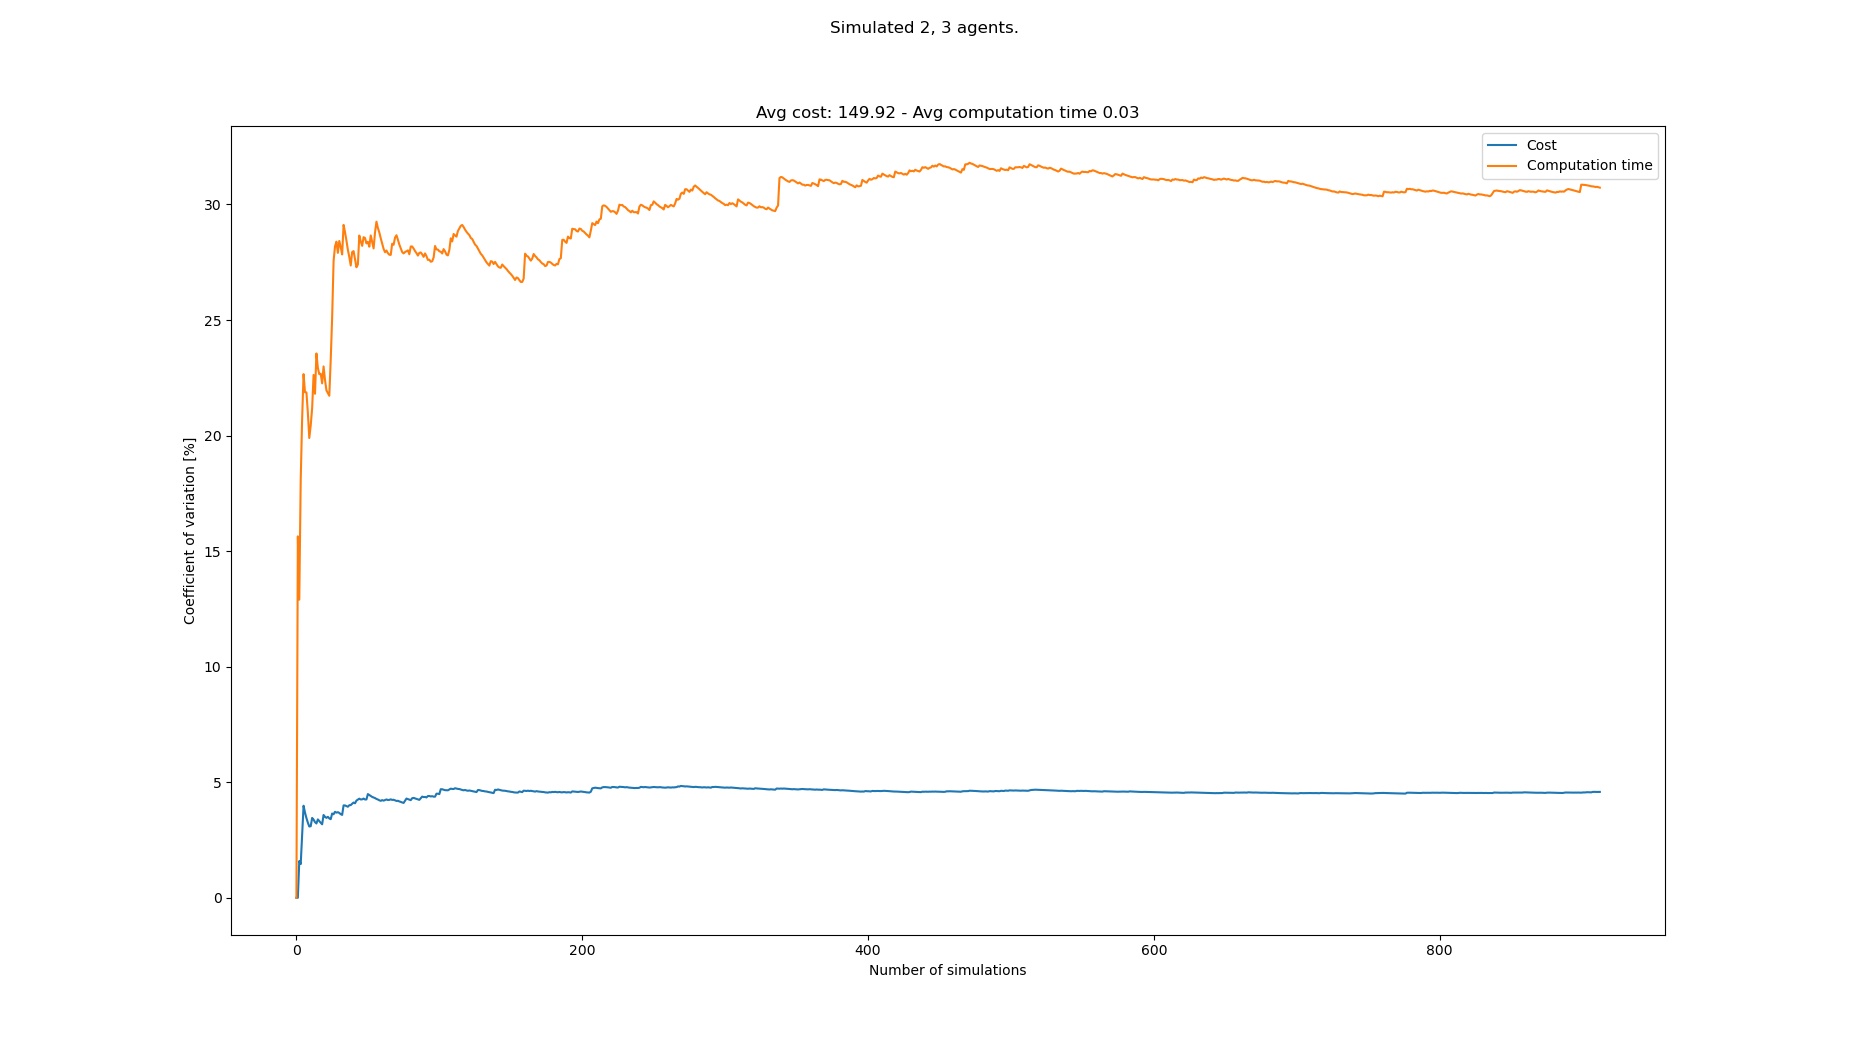 Simulated 2, 3 agents.
Avg cost: 149.92 - Avg computation time 0.03
Cost
Computation time
30
25
20
15
10
5
0
Coefficient of variation [%]
0 200 400 600 800
Number of simulations